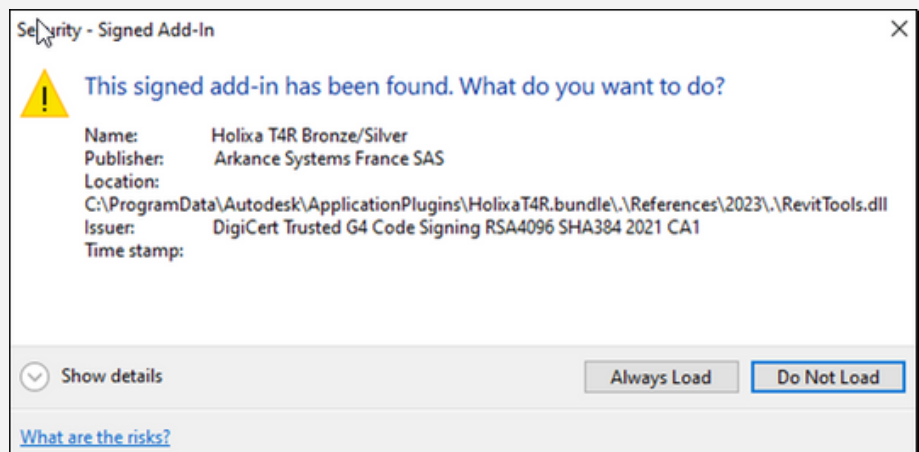 Security - Signed Add-In
This signed add-in has been found. What do you want to do?
Name: Holixa T4R Bronze/Silver
Publisher: Arkance Systems France SAS
Location:
C:\ProgramData\Autodesk\ApplicationPlugins\HolixaT4R.bundle\.\References\2023\.\RevitTools.dll
Issuer: DigiCert Trusted G4 Code Signing RSA4096 SHA384 2021 CA1
Time stamp:
Show details
Always Load
Do Not Load
What are the risks?